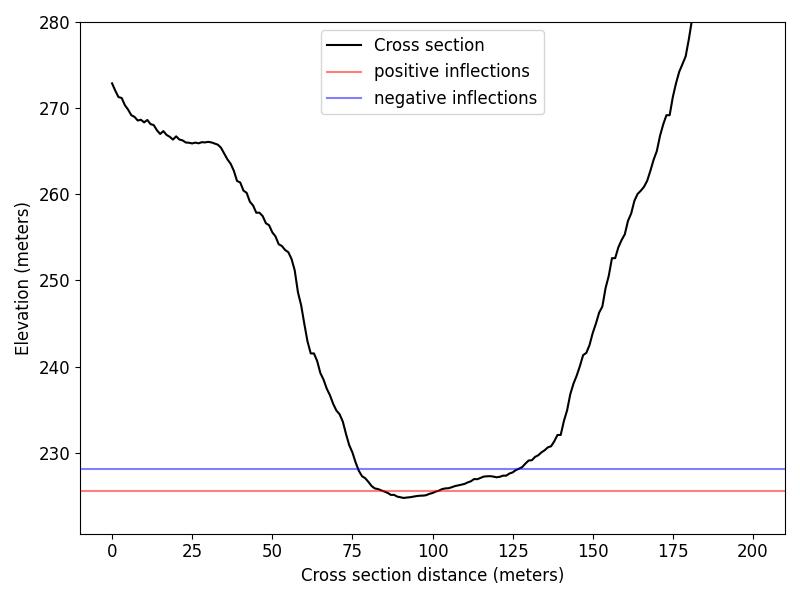 280
270
260
250
240
230
Elevation (meters)
Cross section
positive inflections
negative inflections
0 25 50 75 100 125 150 175 200
Cross section distance (meters)